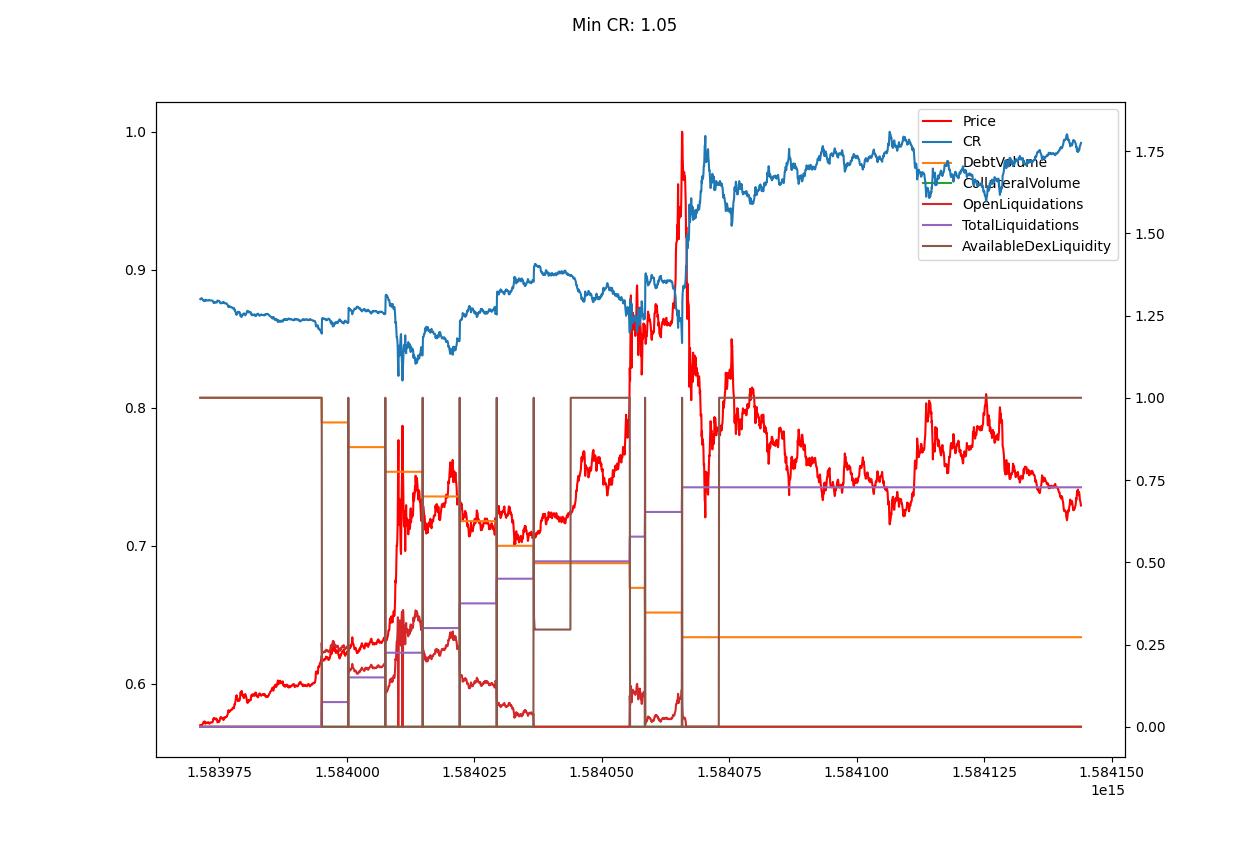 Min CR: 1.05
1.0
0.9
0.8
0.7
0.6
Price
CR
DebtVolume
CollateralVolume
OpenLiquidations
TotalLiquidations
AvailableDexLiquidity
1.75
1.50
1.25
1.00
0.75
0.50
0.25
0.00
1.583975 1.584000 1.584025 1.584050 1.584075 1.584100 1.584125 1.584150
1e15